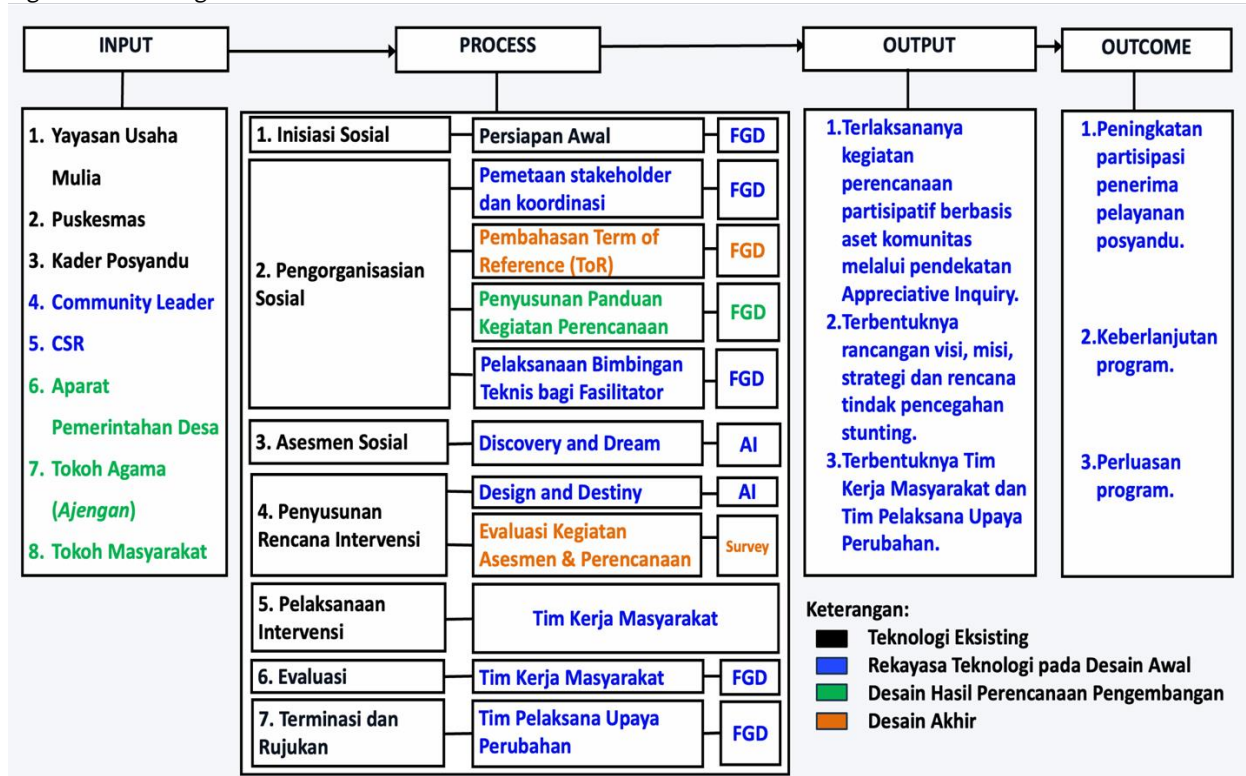 INPUT
PROCESS
OUTPUT
OUTCOME
1. Yayasan Usaha
Mulia
2. Puskesmas
3. Kader Posyandu
4. Community Leader
5. CSR
6. Aparat
Pemerintahan Desa
7. Tokoh Agama
(Ajengan)
8. Tokoh Masyarakat
1. Inisiasi Sosial
Persiapan Awal
FGD
2. Pengorganisasian
Sosial
Pemetaan stakeholder
dan koordinasi
FGD
Pembahasan Term of
Reference (ToR)
FGD
Penyusunan Panduan
Kegiatan Perencanaan
FGD
Pelaksanaan Bimbingan
Teknis bagi Fasilitator
FGD
3. Asesmen Sosial
Discovery and Dream
AI
4. Penyusunan
Rencana Intervensi
Design and Destiny
AI
Evaluasi Kegiatan
Asesmen & Perencanaan
Survey
5. Pelaksanaan
Intervensi
Tim Kerja Masyarakat
6. Evaluasi
Tim Kerja Masyarakat
FGD
7. Terminasi dan
Rujukan
Tim Pelaksana Upaya
Perubahan
FGD
1.Terlaksananya
kegiatan
perencanaan
partisipatif berbasis
aset komunitas
melalui pendekatan
Appreciative Inquiry.
2.Terbentuknya
rancangan visi, misi,
strategi dan rencana
tindak pencegahan
stunting.
3.Terbentuknya Tim
Kerja Masyarakat dan
Tim Pelaksana Upaya
Perubahan.
1.Peningkatan
partisipasi
penerima
pelayanan
posyandu.
2.Keberlanjutan
program.
3.Perluasan
program.
Keterangan:
Teknologi Eksisting
Rekayasa Teknologi pada Desain Awal
Desain Hasil Perencanaan Pengembangan
Desain Akhir